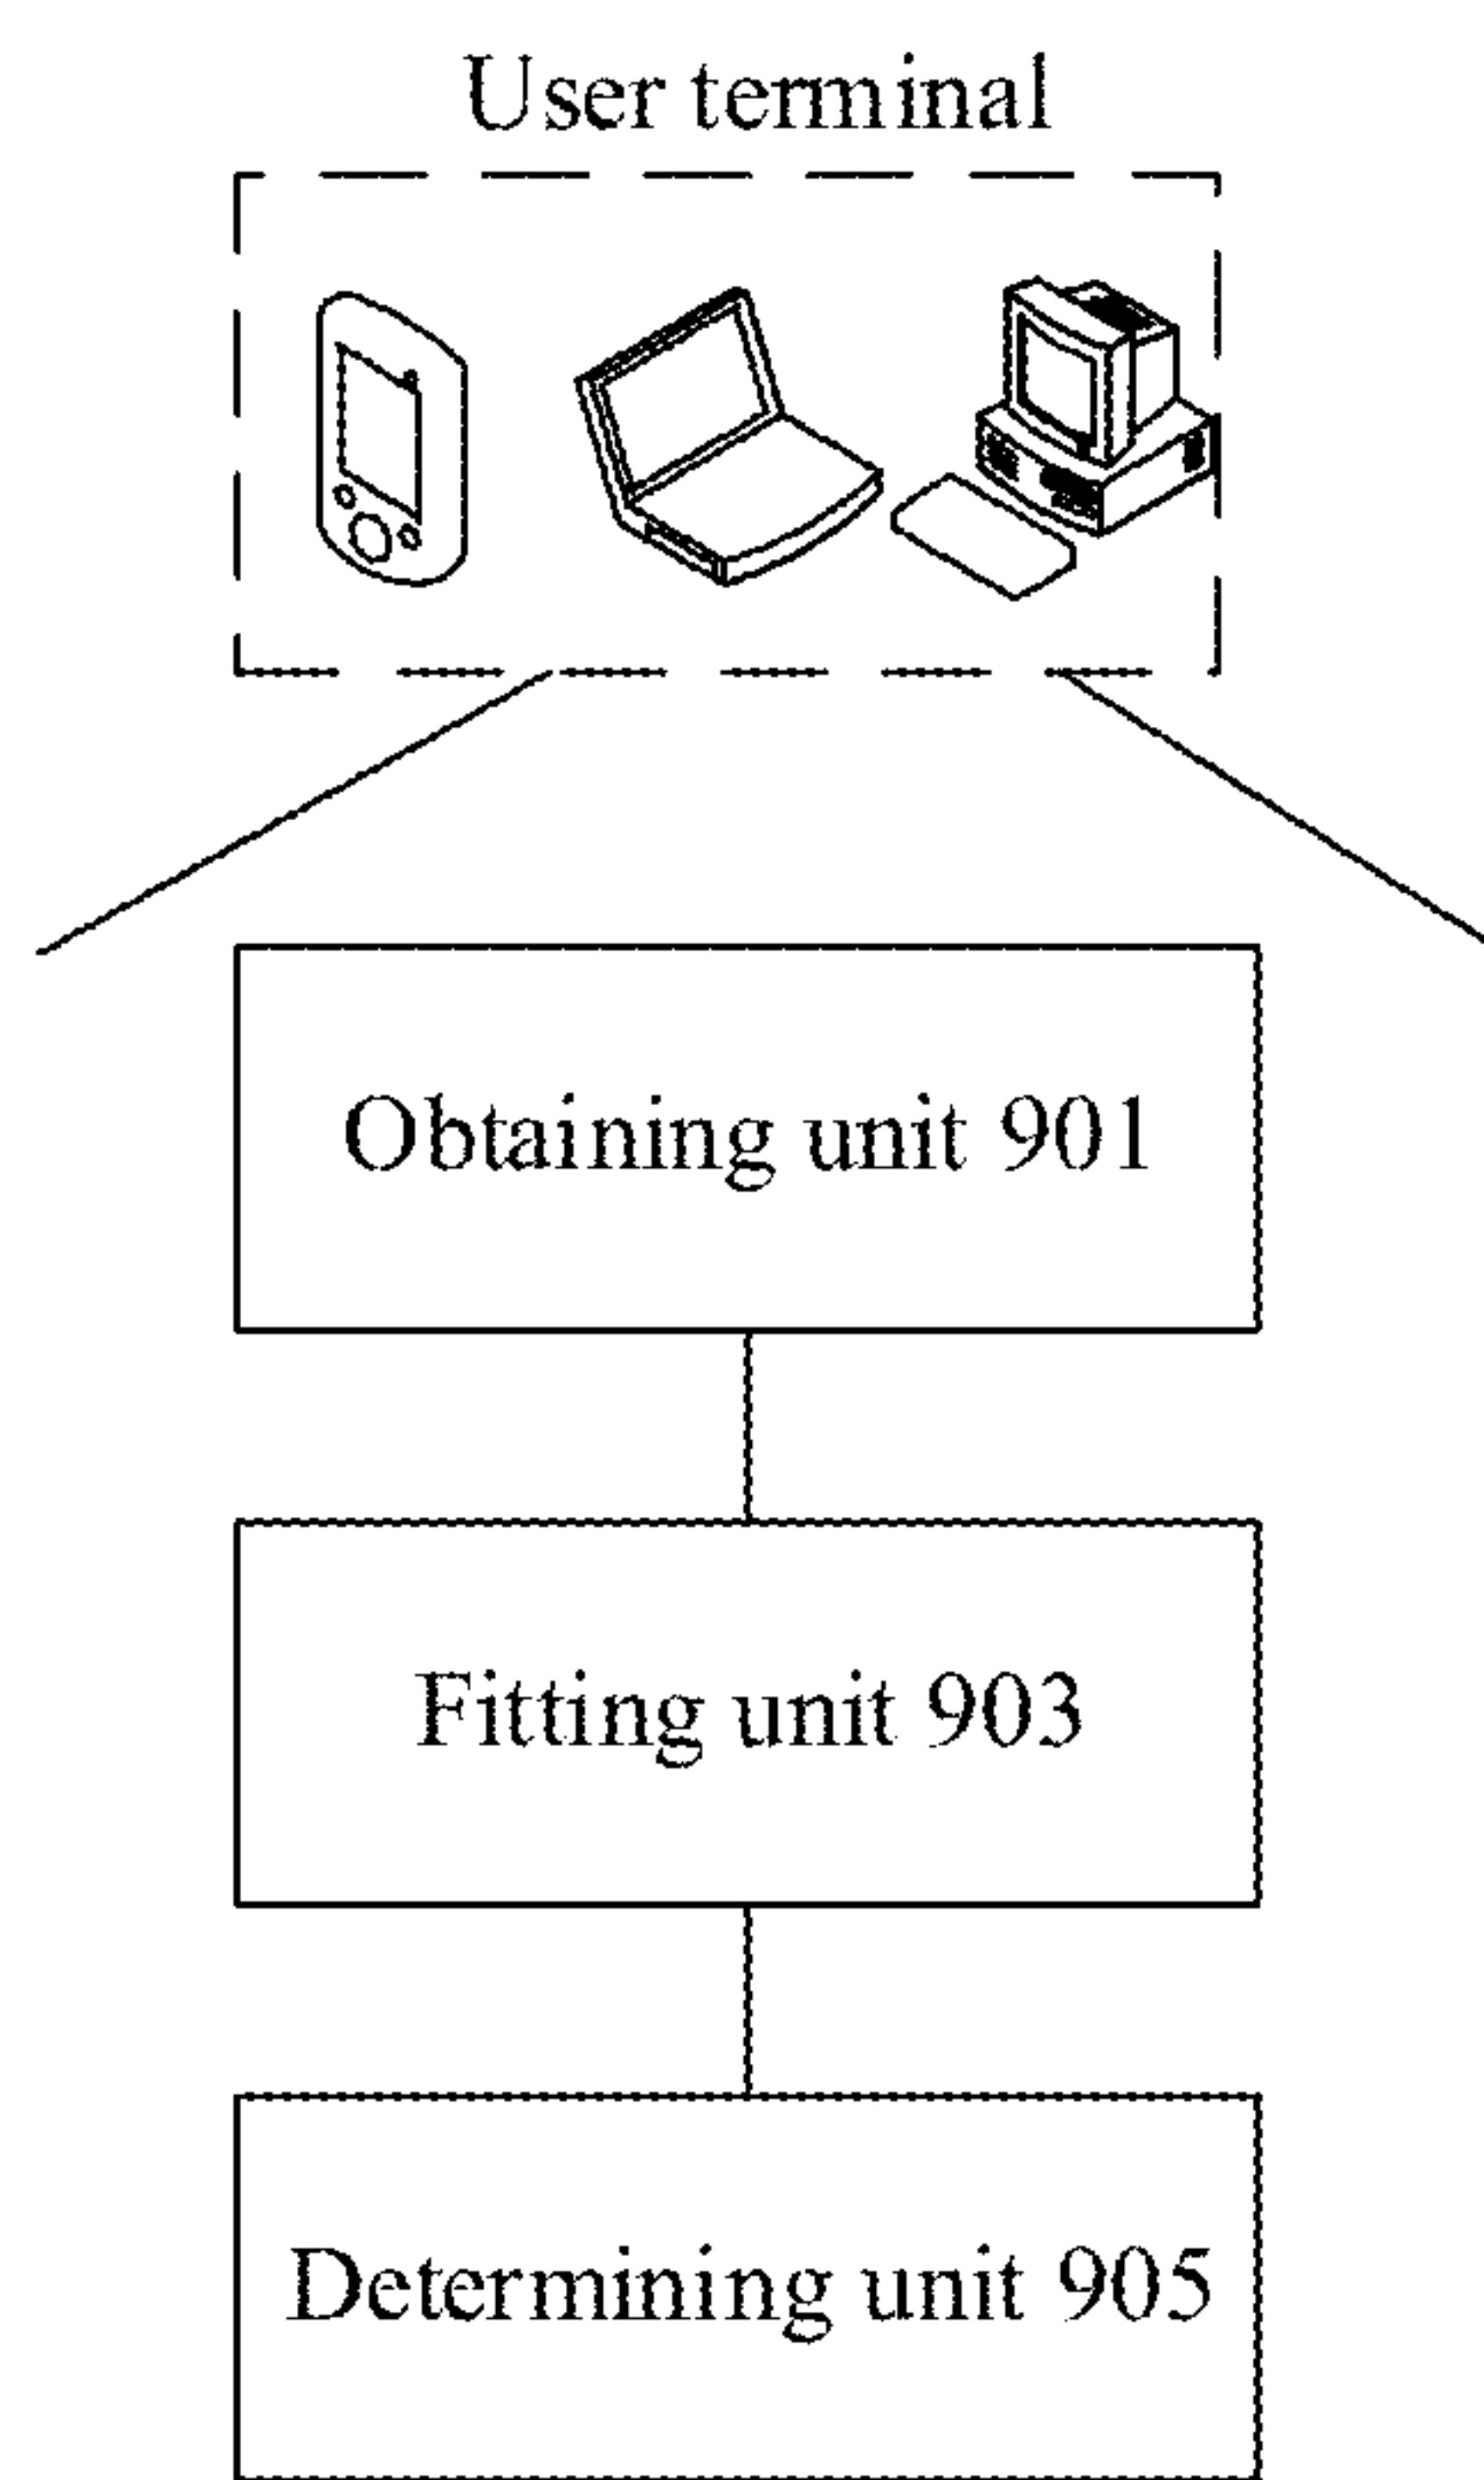 User terminal
Obtaining unit 901
Fitting unit 903
Determining unit 905